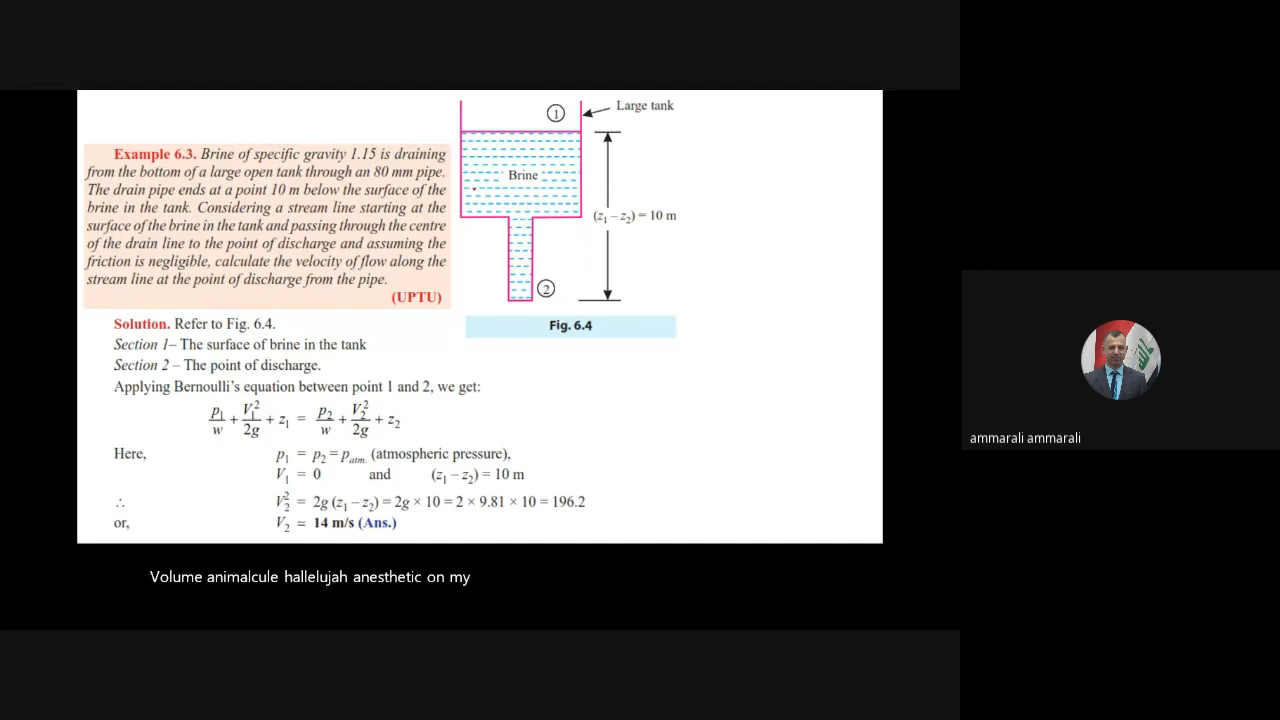 Example 6.3. Brine of specific gravity 1.15 is draining
from the bottom of a large open tank through an 80 mm pipe.
The drain pipe ends at a point 10 m below the surface of the
brine in the tank. Considering a stream line starting at the
surface of the brine in the tank and passing through the centre
of the drain line to the point of discharge and assuming the
friction is negligible, calculate the velocity of flow along the
stream line at the point of discharge from the pipe.
(UPTU)
1
Large tank
Brine
(z₁ – z₂) = 10 m
2
Fig. 6.4
Solution. Refer to Fig. 6.4.
Section 1– The surface of brine in the tank
Section 2 – The point of discharge.
Applying Bernoulli's equation between point 1 and 2, we get:
p₁/w + V₁²/2g + z₁ = p₂/w + V₂²/2g + z₂
Here, p₁ = p₂ = patm. (atmospheric pressure),
V₁ = 0 and (z₁ – z₂) = 10 m
∴ V₂² = 2g (z₁ – z₂) = 2g × 10 = 2 × 9.81 × 10 = 196.2
or, V₂ ≃ 14 m/s (Ans.)
Volume animalcule hallelujah anesthetic on my
ammarali ammarali